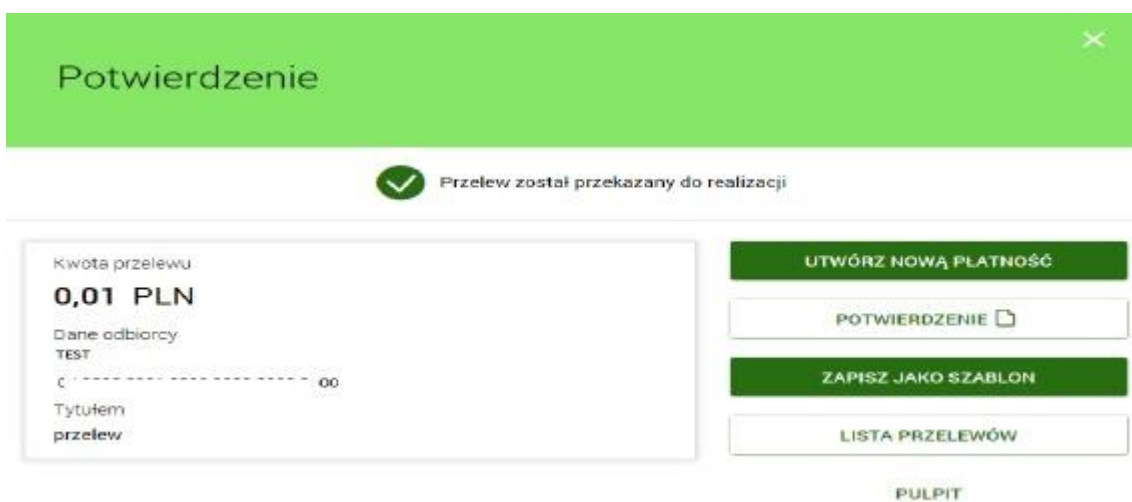 Potwierdzenie
Przelew został przekazany do realizacji
Kwota przelewu
0,01 PLN
Dane odbiorcy
TEST
00
Tytułem
przelew
UTWÓRZ NOWĄ PŁATNOŚĆ
POTWIERDZENIE
ZAPISZ JAKO SZABLON
LISTA PRZELEWÓW
PULPIT